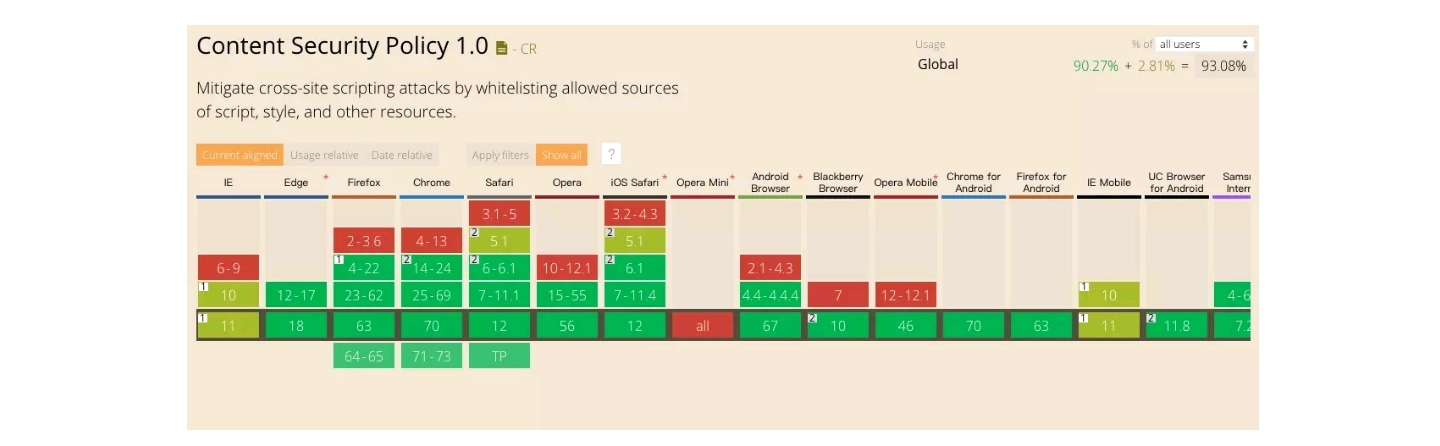 Content Security Policy 1.0 - CR
Usage % of all users
Global 90.27% + 2.81% = 93.08%
Mitigate cross-site scripting attacks by whitelisting allowed sources
of script, style, and other resources.
Current aligned Usage relative Date relative Apply filters Show all ?
IE Edge * Firefox Chrome Safari Opera iOS Safari * Opera Mini * Android Browser * Blackberry Browser Opera Mobile * Chrome for Android Firefox for Android IE Mobile UC Browser for Android
3.1-5 3.2-4.3
2-3.6 4-13 2 5.1 2 5.1
6-9 1 4-22 2 14-24 2 6-6.1 10-12.1 2 6.1 2.1-4.3
1 10 12-17 23-62 25-69 7-11.1 15-55 7-11.4 4.4-4.4.4 7 12-12.1 1 10 4-6
1 11 18 63 70 12 56 12 all 67 2 10 46 70 63 1 11 2 11.8 7.2
64-65 71-73 TP